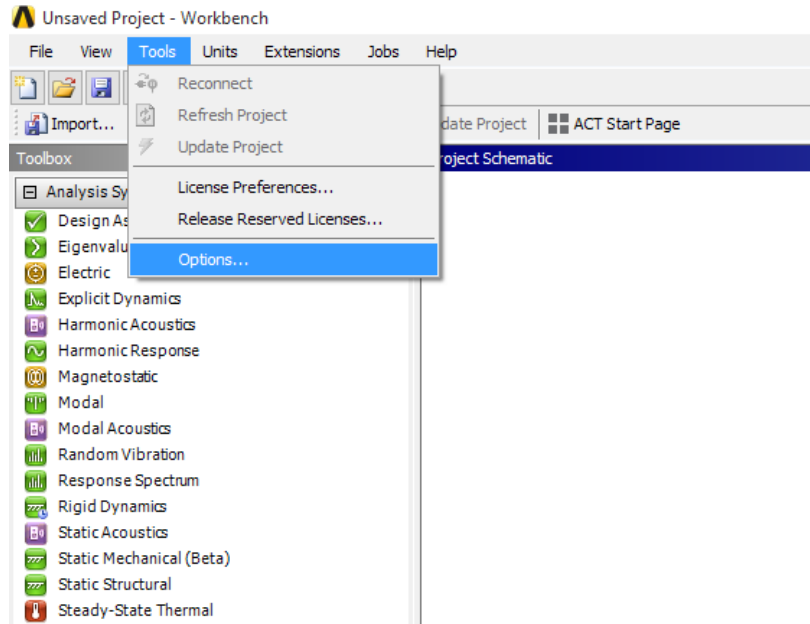 Unsaved Project - Workbench
File View Tools Units Extensions Jobs Help
Reconnect
Import...
Refresh Project
date Project
ACT Start Page
Update Project
Toolbox
roject Schematic
License Preferences...
Analysis Sy
Release Reserved Licenses...
Design As
Eigenvalu
Options...
Electric
Explicit Dynamics
Harmonic Acoustics
Harmonic Response
Magnetostatic
Modal
Modal Acoustics
Random Vibration
Response Spectrum
Rigid Dynamics
Static Acoustics
Static Mechanical (Beta)
Static Structural
Steady-State Thermal